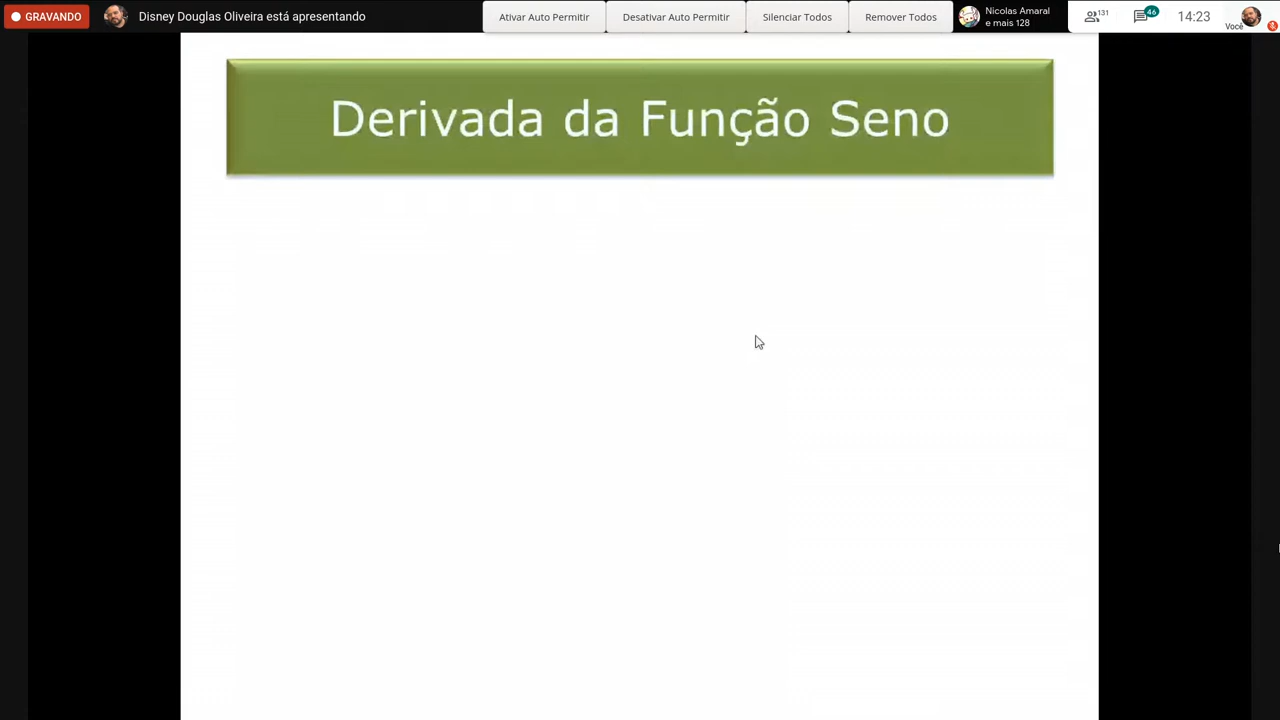 GRAVANDO
Disney Douglas Oliveira está apresentando
Ativar Auto Permitir
Desativar Auto Permitir
Silenciar Todos
Remover Todos
Nicolas Amaral
e mais 128
131
46
14:23
Você
Derivada da Função Seno